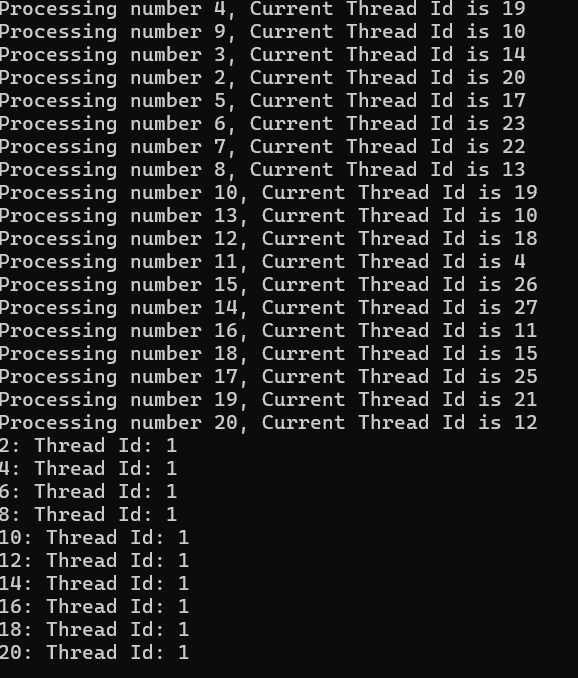 Processing number 4, Current Thread Id is 19
Processing number 9, Current Thread Id is 10
Processing number 3, Current Thread Id is 14
Processing number 2, Current Thread Id is 20
Processing number 5, Current Thread Id is 17
Processing number 6, Current Thread Id is 23
Processing number 7, Current Thread Id is 22
Processing number 8, Current Thread Id is 13
Processing number 10, Current Thread Id is 19
Processing number 13, Current Thread Id is 10
Processing number 12, Current Thread Id is 18
Processing number 11, Current Thread Id is 4
Processing number 15, Current Thread Id is 26
Processing number 14, Current Thread Id is 27
Processing number 16, Current Thread Id is 11
Processing number 18, Current Thread Id is 15
Processing number 17, Current Thread Id is 25
Processing number 19, Current Thread Id is 21
Processing number 20, Current Thread Id is 12
2: Thread Id: 1
4: Thread Id: 1
6: Thread Id: 1
8: Thread Id: 1
10: Thread Id: 1
12: Thread Id: 1
14: Thread Id: 1
16: Thread Id: 1
18: Thread Id: 1
20: Thread Id: 1